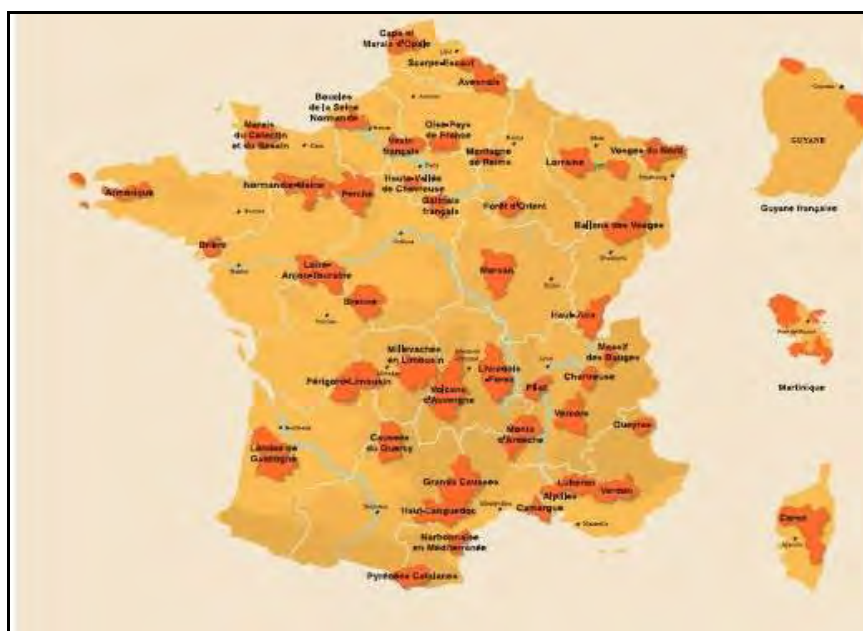 Caps et
Marais d'Opale
Scarpe-Escaut
Avesnois
Boucles
de la Seine
Normande
Oise-Pays
de France
Marais
du Cotentin
et du Bessin
Vexin
français
Montagne
de Reims
Lorraine
Vosges du Nord
Armorique
Normandie-Maine
Perche
Haute-Vallée
de Chevreuse
Gâtinais
français
Forêt d'Orient
Ballons des Vosges
Brière
Loire-
Anjou-Touraine
Brenne
Morvan
Haut-Jura
Massif
des Bauges
Chartreuse
Millevaches
en Limousin
Périgord-Limousin
Volcans
d'Auvergne
Livradois
-Forez
Pilat
Vercors
Queyras
Monts
d'Ardèche
Causses
du Quercy
Landes de
Gascogne
Grands Causses
Haut-Languedoc
Luberon
Alpilles
Verdon
Camargue
Narbonnaise
en Méditerranée
Pyrénées Catalanes
GUYANE
Guyane française
Martinique
Corse